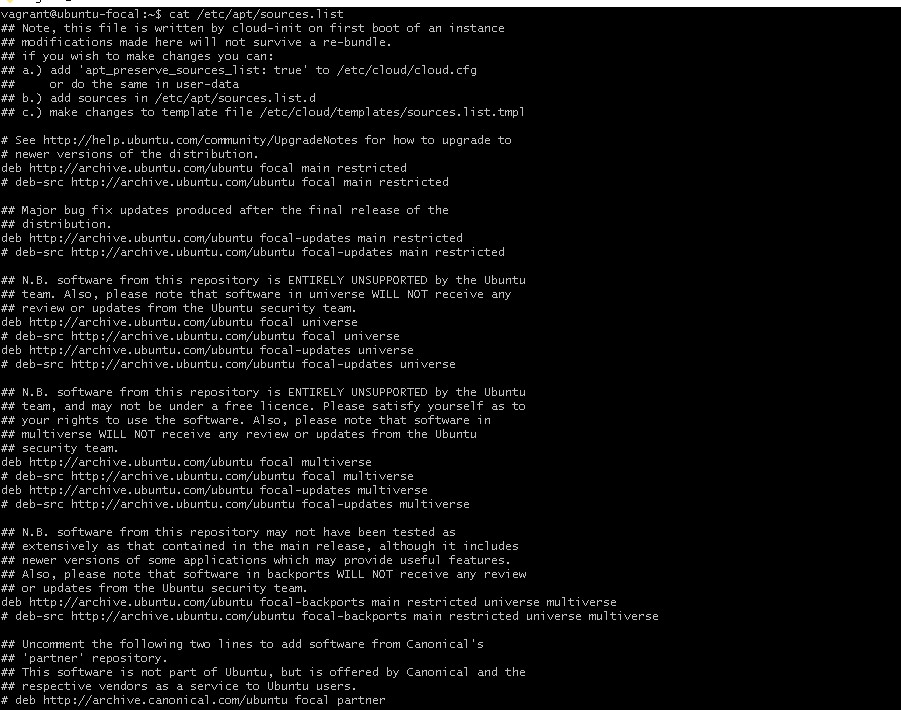 vagrant@ubuntu-focal:~$ cat /etc/apt/sources.list
## Note, this file is written by cloud-init on first boot of an instance
## modifications made here will not survive a re-bundle.
## if you wish to make changes you can:
## a.) add 'apt_preserve_sources_list: true' to /etc/cloud/cloud.cfg
##     or do the same in user-data
## b.) add sources in /etc/apt/sources.list.d
## c.) make changes to template file /etc/cloud/templates/sources.list.tmpl

# See http://help.ubuntu.com/community/UpgradeNotes for how to upgrade to
# newer versions of the distribution.
deb http://archive.ubuntu.com/ubuntu focal main restricted
# deb-src http://archive.ubuntu.com/ubuntu focal main restricted

## Major bug fix updates produced after the final release of the
## distribution.
deb http://archive.ubuntu.com/ubuntu focal-updates main restricted
# deb-src http://archive.ubuntu.com/ubuntu focal-updates main restricted

## N.B. software from this repository is ENTIRELY UNSUPPORTED by the Ubuntu
## team. Also, please note that software in universe WILL NOT receive any
## review or updates from the Ubuntu security team.
deb http://archive.ubuntu.com/ubuntu focal universe
# deb-src http://archive.ubuntu.com/ubuntu focal universe
deb http://archive.ubuntu.com/ubuntu focal-updates universe
# deb-src http://archive.ubuntu.com/ubuntu focal-updates universe

## N.B. software from this repository is ENTIRELY UNSUPPORTED by the Ubuntu
## team, and may not be under a free licence. Please satisfy yourself as to
## your rights to use the software. Also, please note that software in
## multiverse WILL NOT receive any review or updates from the Ubuntu
## security team.
deb http://archive.ubuntu.com/ubuntu focal multiverse
# deb-src http://archive.ubuntu.com/ubuntu focal multiverse
deb http://archive.ubuntu.com/ubuntu focal-updates multiverse
# deb-src http://archive.ubuntu.com/ubuntu focal-updates multiverse

## N.B. software from this repository may not have been tested as
## extensively as that contained in the main release, although it includes
## newer versions of some applications which may provide useful features.
## Also, please note that software in backports WILL NOT receive any review
## or updates from the Ubuntu security team.
deb http://archive.ubuntu.com/ubuntu focal-backports main restricted universe multiverse
# deb-src http://archive.ubuntu.com/ubuntu focal-backports main restricted universe multiverse

## Uncomment the following two lines to add software from Canonical's
## 'partner' repository.
## This software is not part of Ubuntu, but is offered by Canonical and the
## respective vendors as a service to Ubuntu users.
# deb http://archive.canonical.com/ubuntu focal partner